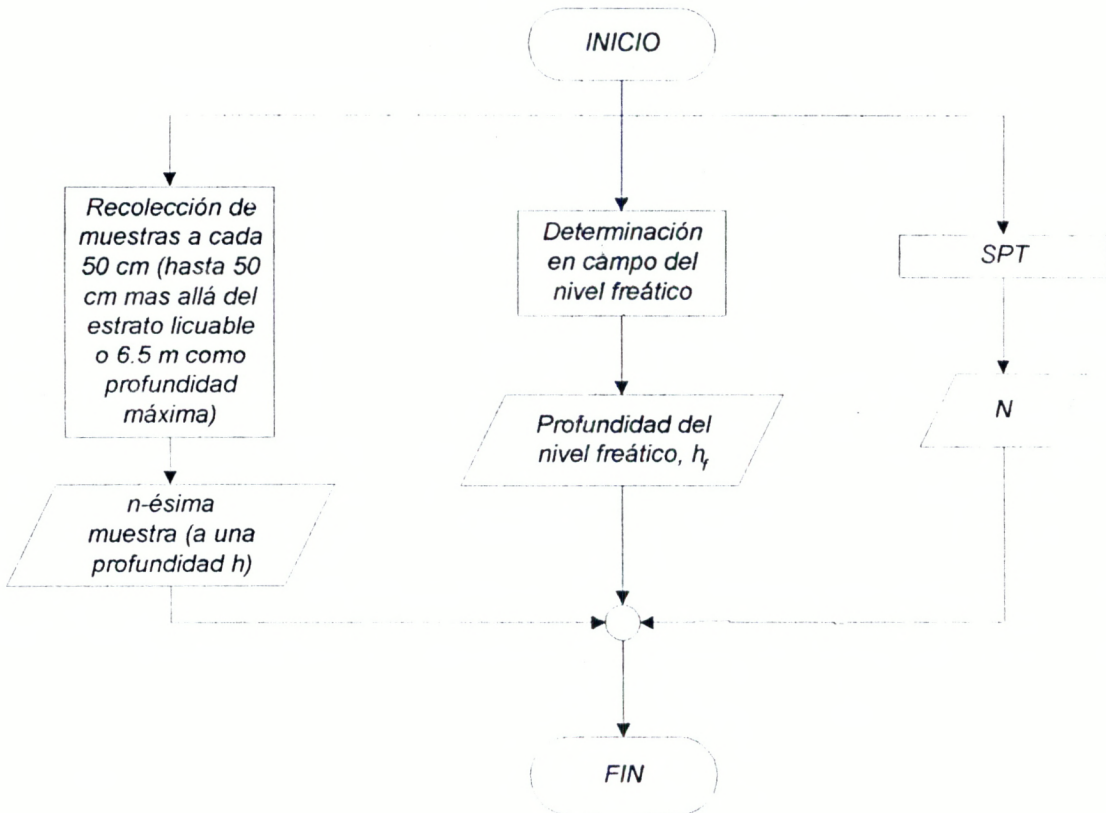 INICIO
Recolección de
muestras a cada
50 cm (hasta 50
cm mas allá del
estrato licuable
o 6.5 m como
profundidad
máxima)
Determinación
en campo del
nivel freático
SPT
Profundidad del
nivel freático, hf
N
n-ésima
muestra (a una
profundidad h)
FIN